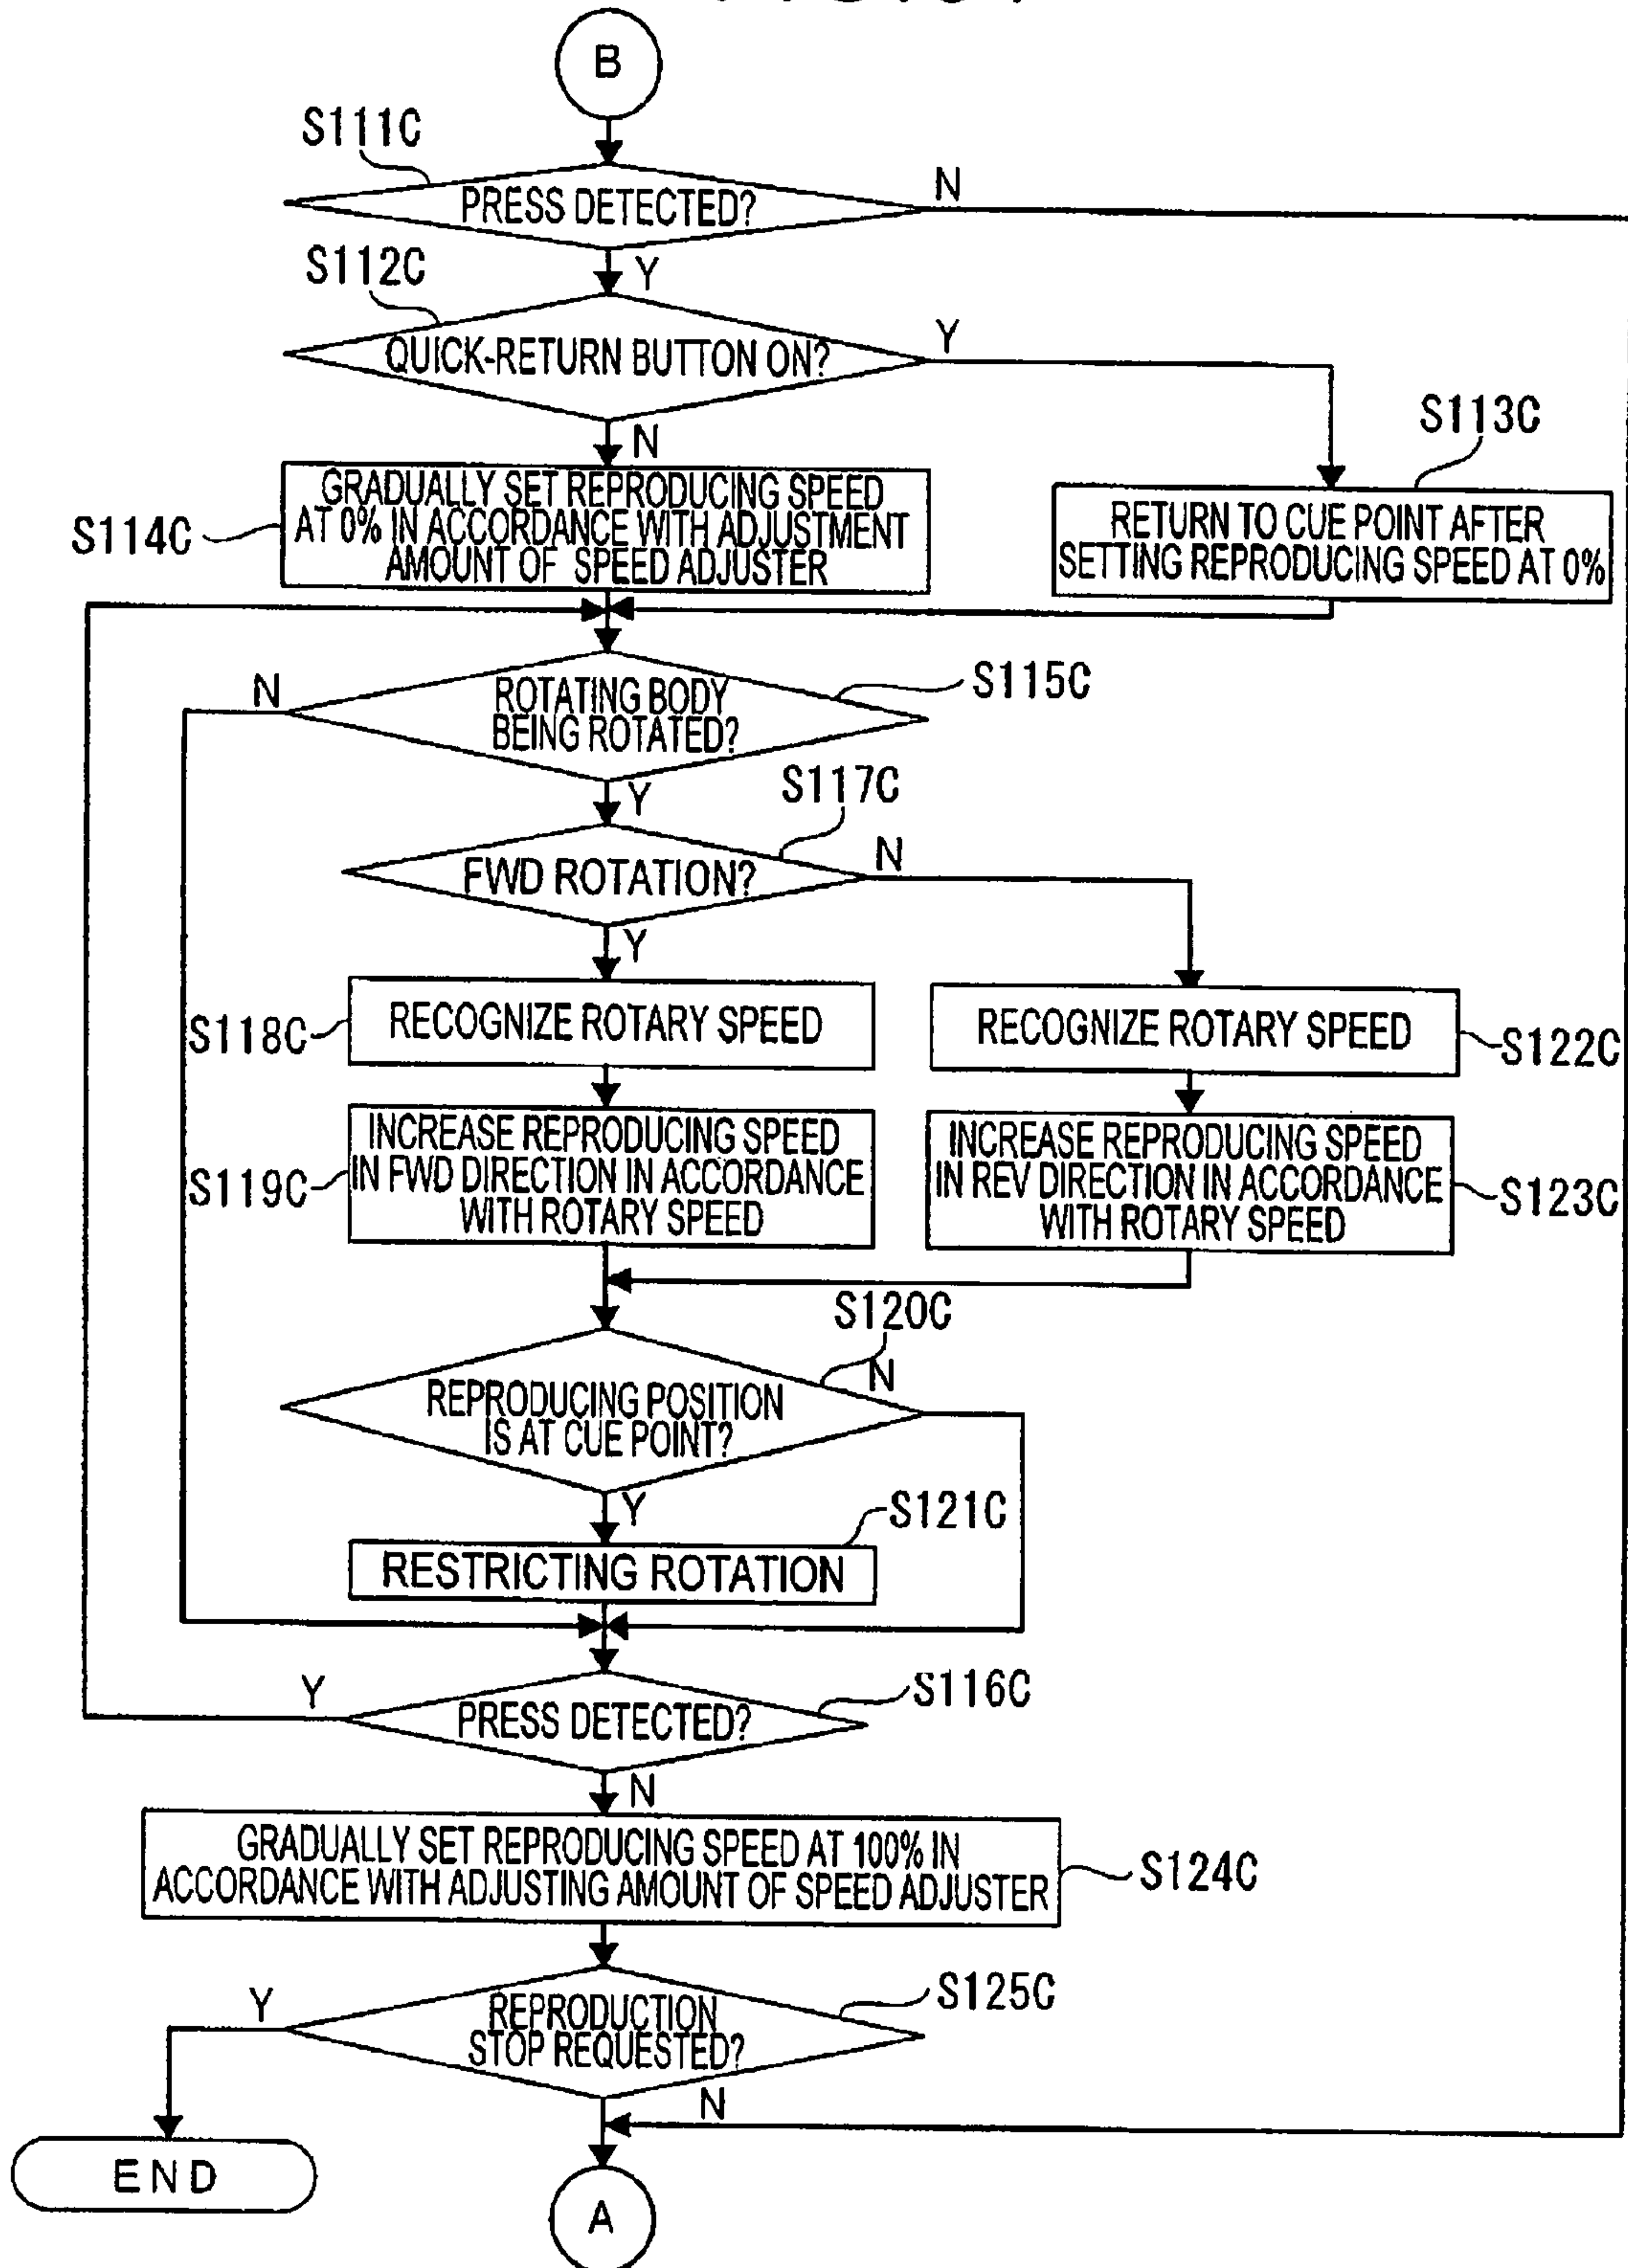 B
S111C
PRESS DETECTED?
N
S112C
Y
QUICK-RETURN BUTTON ON?
Y
N
S113C
S114C
GRADUALLY SET REPRODUCING SPEED
AT 0% IN ACCORDANCE WITH ADJUSTMENT
AMOUNT OF SPEED ADJUSTER
RETURN TO CUE POINT AFTER
SETTING REPRODUCING SPEED AT 0%
N
ROTATING BODY
BEING ROTATED?
S115C
Y
S117C
FWD ROTATION?
N
Y
S118C
RECOGNIZE ROTARY SPEED
RECOGNIZE ROTARY SPEED
S122C
S119C
INCREASE REPRODUCING SPEED
IN FWD DIRECTION IN ACCORDANCE
WITH ROTARY SPEED
INCREASE REPRODUCING SPEED
IN REV DIRECTION IN ACCORDANCE
WITH ROTARY SPEED
S123C
S120C
N
REPRODUCING POSITION
IS AT CUE POINT?
Y
S121C
RESTRICTING ROTATION
Y
PRESS DETECTED?
S116C
N
GRADUALLY SET REPRODUCING SPEED AT 100% IN
ACCORDANCE WITH ADJUSTING AMOUNT OF SPEED ADJUSTER
S124C
Y
REPRODUCTION
STOP REQUESTED?
S125C
N
END
A